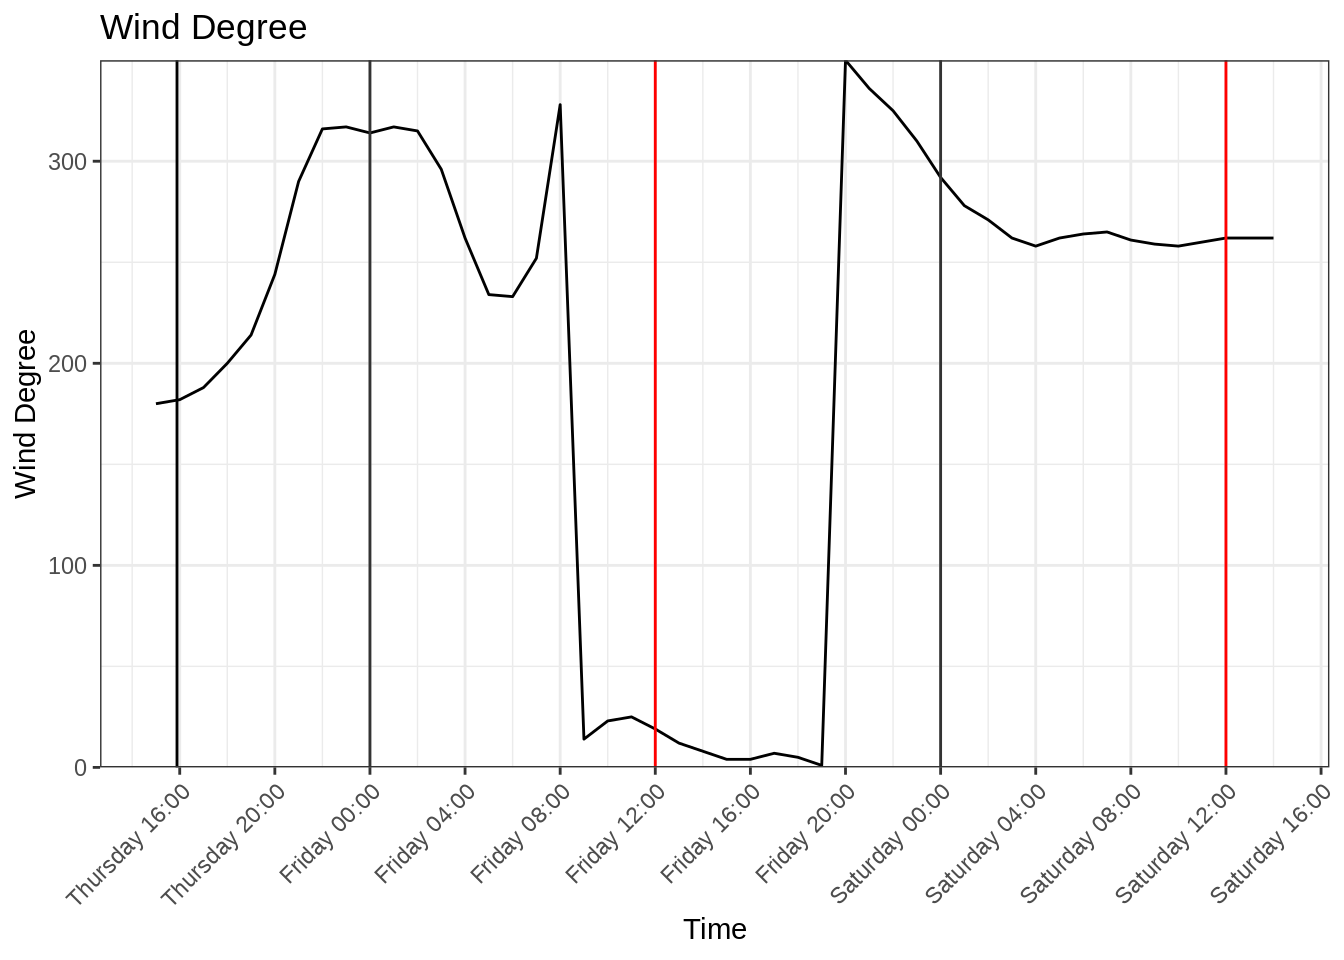 Wind Degree
Wind Degree
300
200
100
0
Thursday 16:00
Thursday 20:00
Friday 00:00
Friday 04:00
Friday 08:00
Friday 12:00
Friday 16:00
Friday 20:00
Saturday 00:00
Saturday 04:00
Saturday 08:00
Saturday 12:00
Saturday 16:00
Time